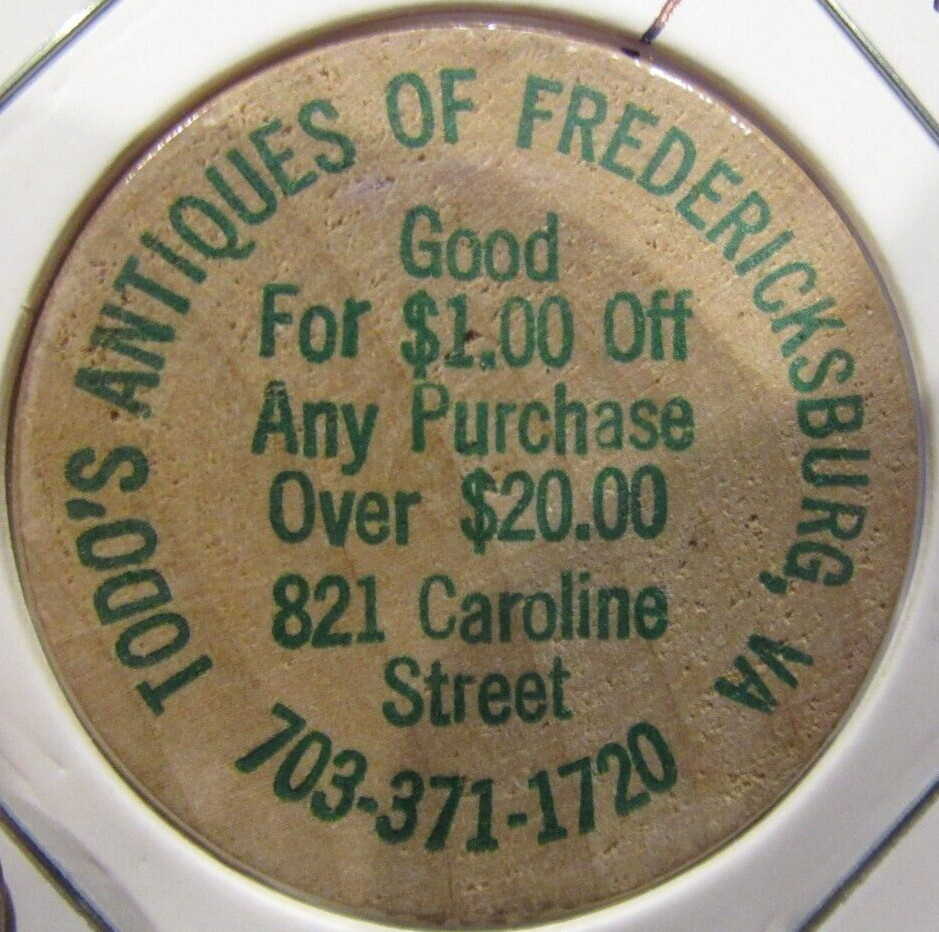 TODO'S ANTIQUES OF FREDERICKSBURG, VA
Good
For $1.00 Off
Any Purchase
Over $20.00
821 Caroline
Street
703-371-1720